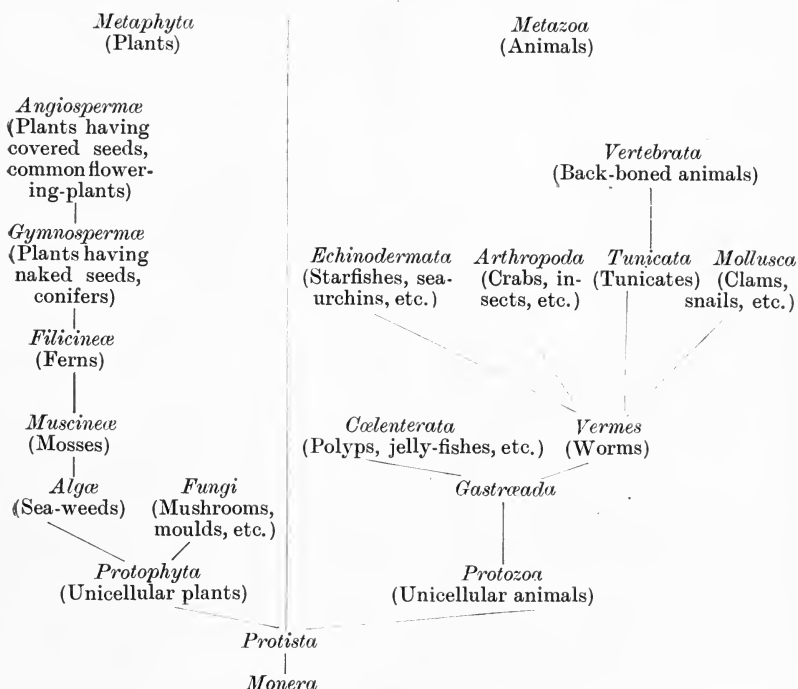 Metaphyta
(Plants)
Metazoa
(Animals)
Angiospermæ
(Plants having
covered seeds,
common flower-
ing-plants)
Gymnospermæ
(Plants having
naked seeds,
conifers)
Filicineæ
(Ferns)
Muscineæ
(Mosses)
Algæ
(Sea-weeds)
Fungi
(Mushrooms,
moulds, etc.)
Protophyta
(Unicellular plants)
Vertebrata
(Back-boned animals)
Echinodermata
(Starfishes, sea-
urchins, etc.)
Arthropoda
(Crabs, in-
sects, etc.)
Tunicata
(Tunicates)
Mollusca
(Clams,
snails, etc.)
Cœlenterata
(Polyps, jelly-fishes, etc.)
Vermes
(Worms)
Gastræada
Protozoa
(Unicellular animals)
Protista
Monera